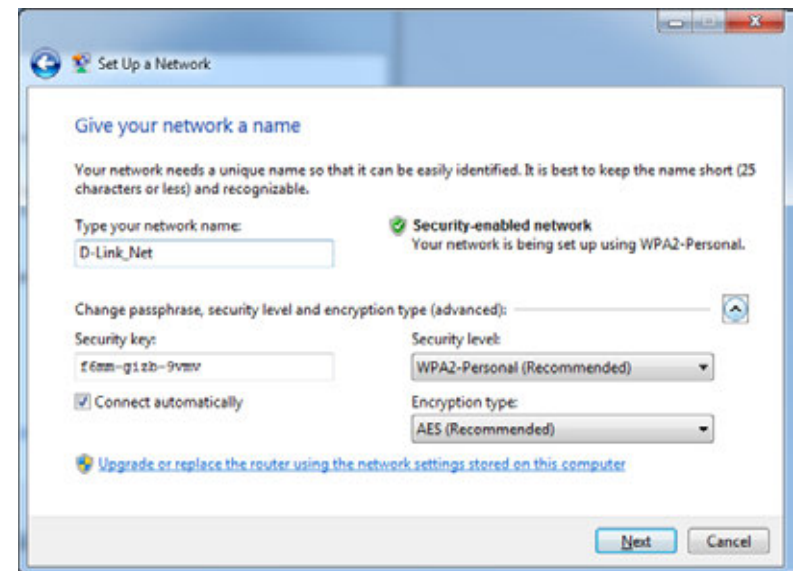 Set Up a Network
Give your network a name
Your network needs a unique name so that it can be easily identified. It is best to keep the name short (25
characters or less) and recognizable.
Type your network name:
D-Link_Net
Security-enabled network
Your network is being set up using WPA2-Personal.
Change passphrase, security level and encryption type (advanced):
Security key:
f6mm-gizb-9vmv
Security level:
WPA2-Personal (Recommended)
Connect automatically
Encryption type:
AES (Recommended)
Upgrade or replace the router using the network settings stored on this computer
Next
Cancel